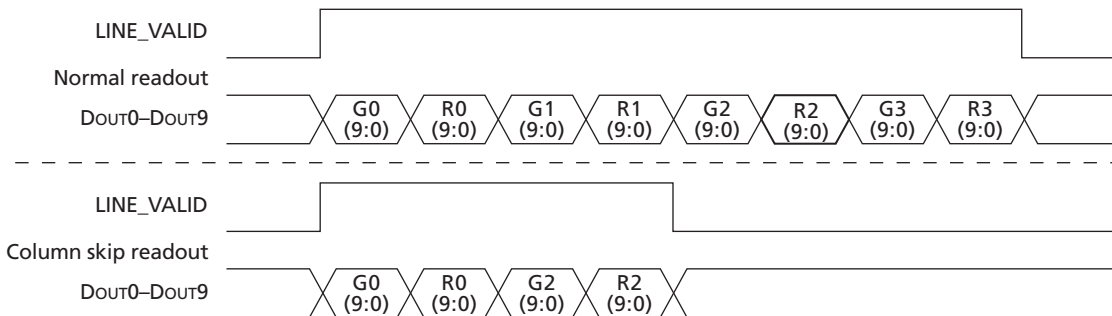 LINE_VALID
Normal readout
DOUT0–DOUT9
G0 (9:0) R0 (9:0) G1 (9:0) R1 (9:0) G2 (9:0) R2 (9:0) G3 (9:0) R3 (9:0)
LINE_VALID
Column skip readout
DOUT0–DOUT9
G0 (9:0) R0 (9:0) G2 (9:0) R2 (9:0)